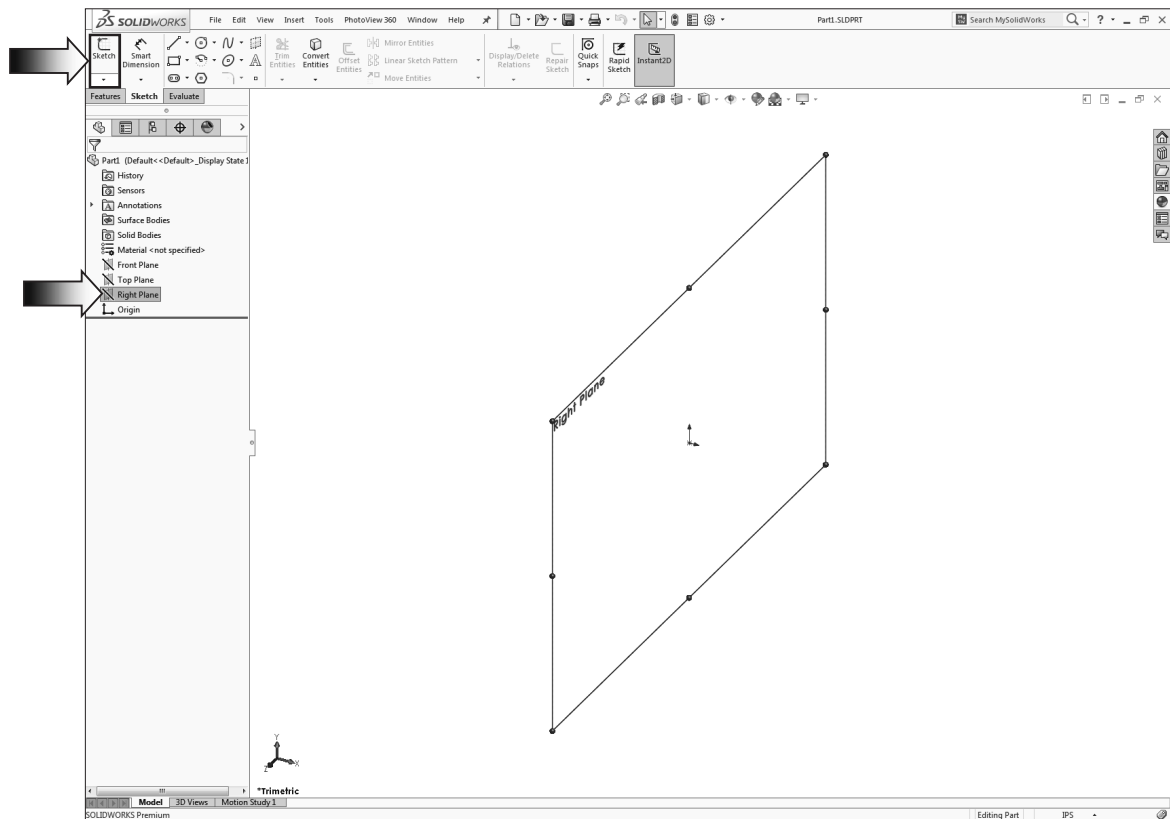 SOLIDWORKS File Edit View Insert Tools PhotoView 360 Window Help Part1.SLDPRT Search MySolidWorks ?
Sketch Smart Dimension Trim Entities Convert Entities Offset Entities Mirror Entities Linear Sketch Pattern Move Entities Display/Delete Relations Repair Sketch Quick Snaps Rapid Sketch Instant2D
Features Sketch Evaluate
Part1 (Default<<Default>_Display State 1
History
Sensors
Annotations
Surface Bodies
Solid Bodies
Material <not specified>
Front Plane
Top Plane
Right Plane
Origin
Right Plane
Y
X
Z
*Trimetric
Model 3D Views Motion Study 1
SOLIDWORKS Premium Editing Part IPS